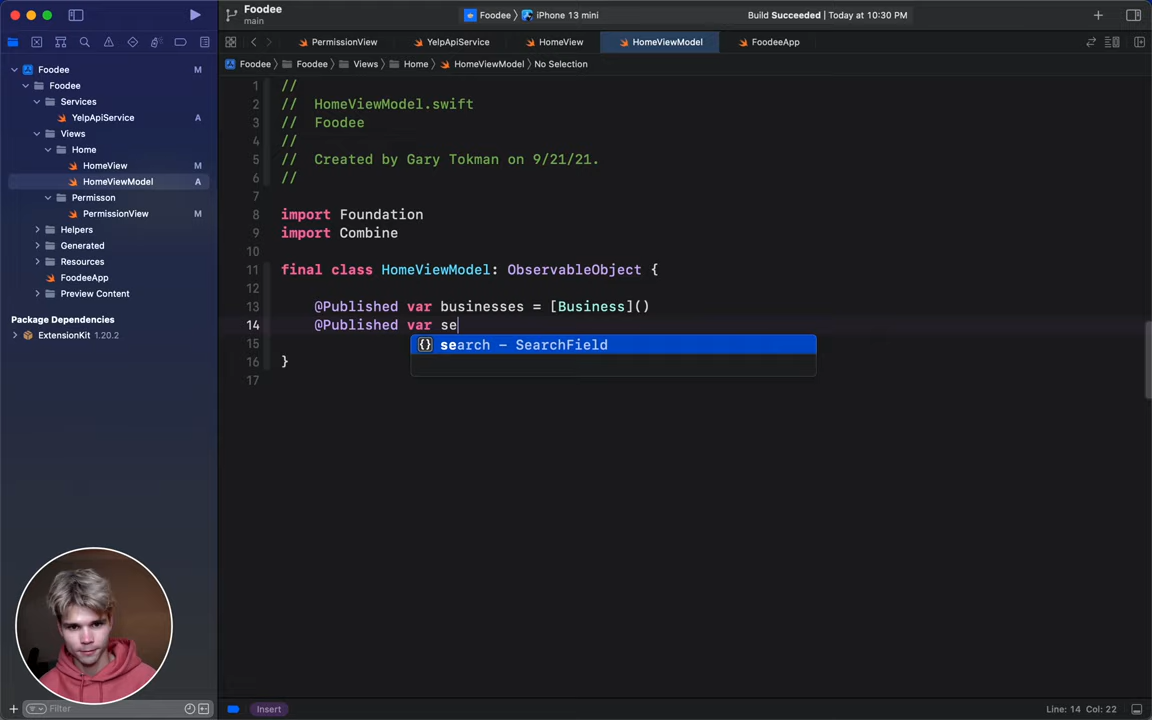 Foodee
main
Foodee 〉 iPhone 13 mini
Build Succeeded | Today at 10:30 PM
PermissionView
YelpApiService
HomeView
HomeViewModel
FoodeeApp
Foodee 〉 Foodee 〉 Views 〉 Home 〉 HomeViewModel 〉 No Selection
Foodee M
Foodee
Services
YelpApiService A
Views
Home
HomeView M
HomeViewModel A
Permisson
PermissionView M
Helpers
Generated
Resources
FoodeeApp
Preview Content
Package Dependencies
ExtensionKit 1.20.2
Filter
1 //
2 // HomeViewModel.swift
3 // Foodee
4 //
5 // Created by Gary Tokman on 9/21/21.
6 //
7
8 import Foundation
9 import Combine
10
11 final class HomeViewModel: ObservableObject {
12
13 @Published var businesses = [Business]()
14 @Published var se
{} search — SearchField
15
16 }
17
Insert
Line: 14 Col: 22